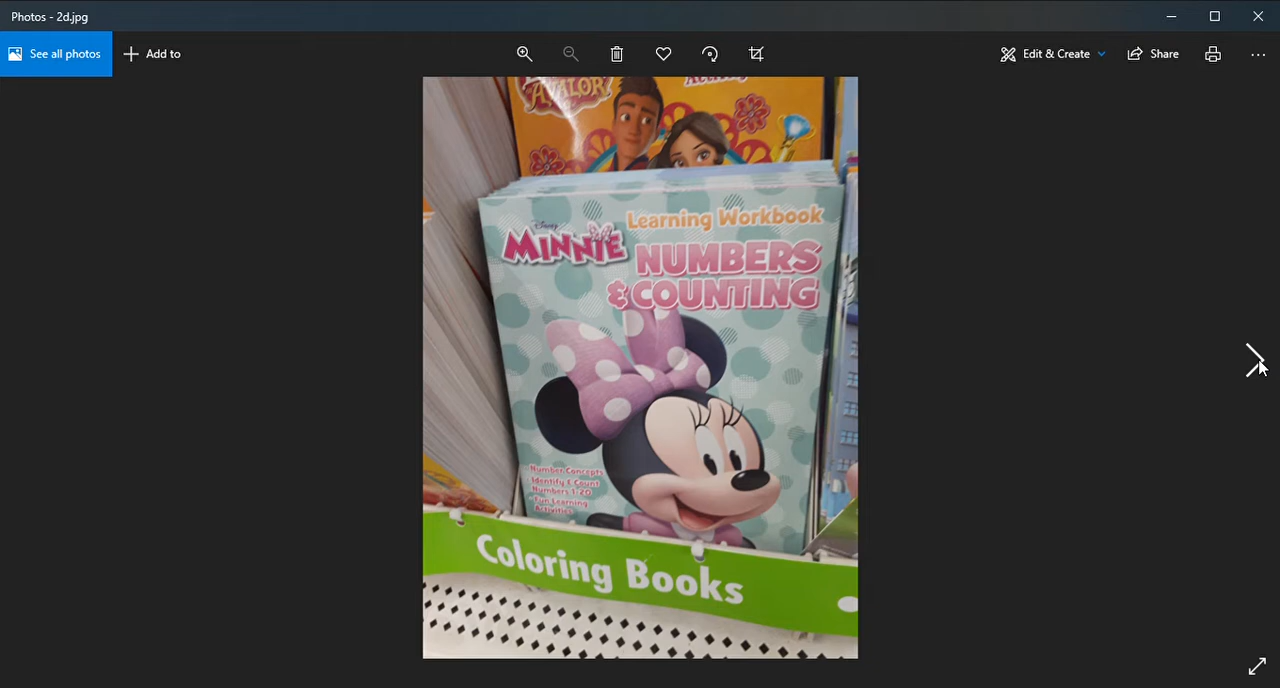 Photos - 2d.jpg
See all photos
Add to
Edit & Create
Share
AVALOR
Learning Workbook
Disney
MINNIE
NUMBERS
& COUNTING
Number Concepts
Identify & Count
Numbers 1-20
Fun Learning
Activities
Coloring Books